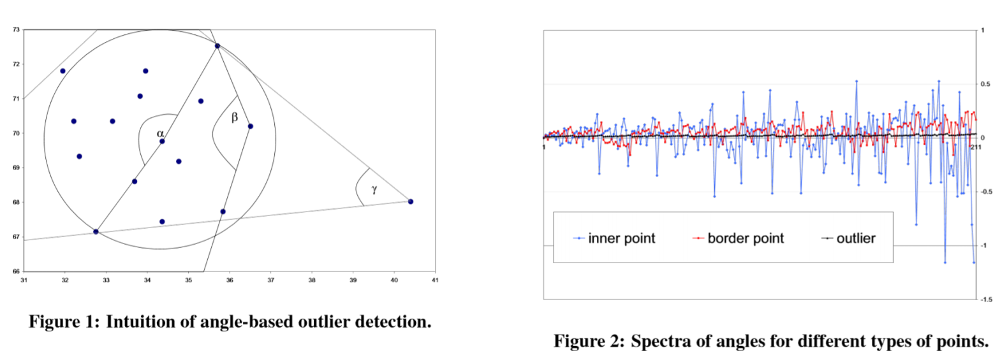 73
72
71
70
69
68
67
66
31 32 33 34 35 36 37 38 39 40 41
α
β
γ
Figure 1: Intuition of angle-based outlier detection.
1
0.5
0
-0.5
-1
-1.5
1
211
inner point border point outlier
Figure 2: Spectra of angles for different types of points.